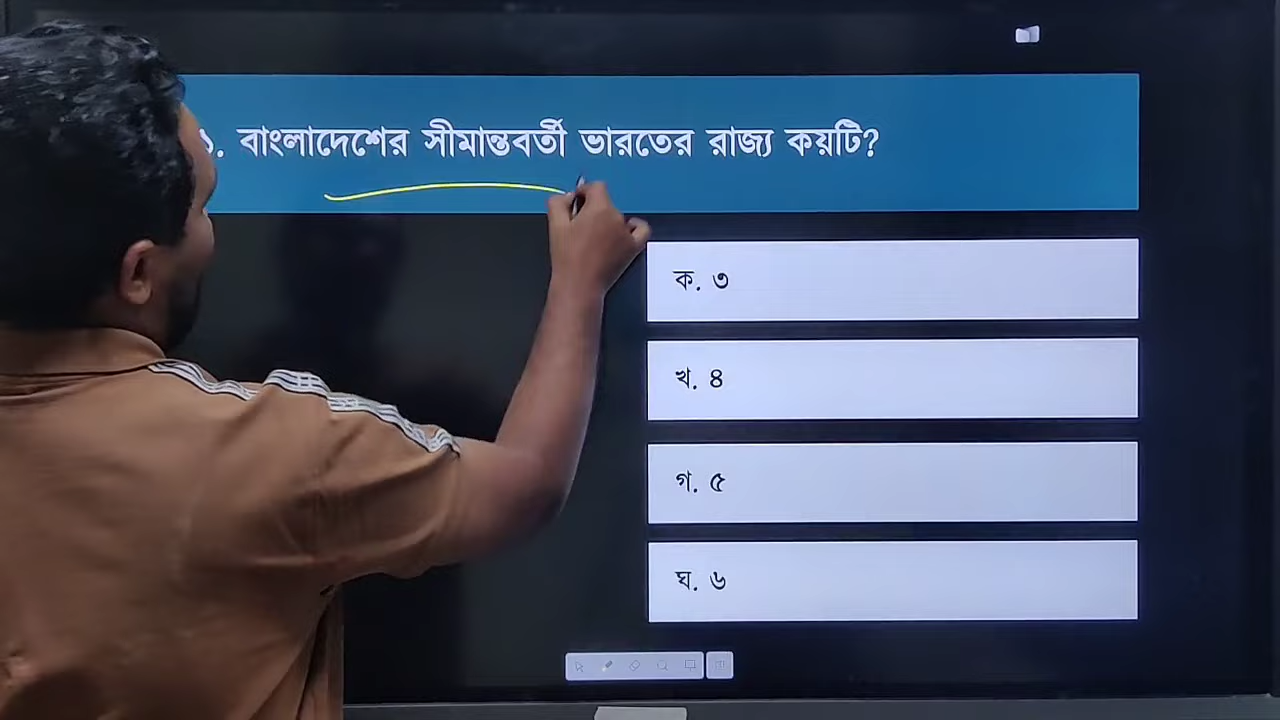 ১. বাংলাদেশের সীমান্তবর্তী ভারতের রাজ্য কয়টি?
ক. ৩
খ. ৪
গ. ৫
ঘ. ৬